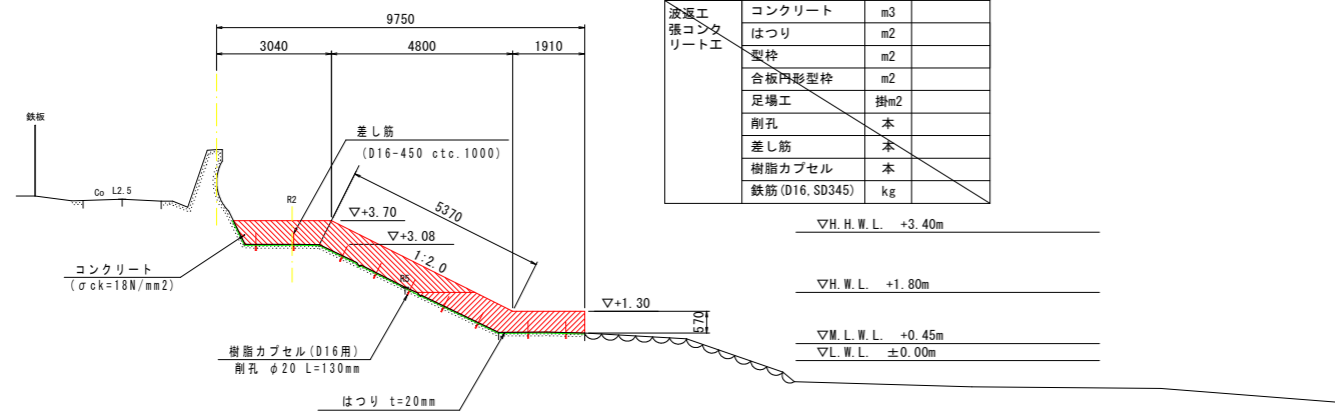 9750
3040
4800
1910
鉄板
Co L2.5
差し筋
(D16-450 ctc.1000)
R2
5370
▽+3.70
▽+3.08
1:2.0
R5
コンクリート
(σck=18N/mm2)
▽+1.30
570
樹脂カプセル(D16用)
削孔 φ20 L=130mm
はつり t=20mm
波返工
張コンク
リート工
コンクリート m3
はつり m2
型枠 m2
合板円形型枠 m2
足場工 掛m2
削孔 本
差し筋 本
樹脂カプセル 本
鉄筋(D16,SD345) kg
▽H.H.W.L. +3.40m
▽H.W.L. +1.80m
▽M.L.W.L. +0.45m
▽L.W.L. ±0.00m